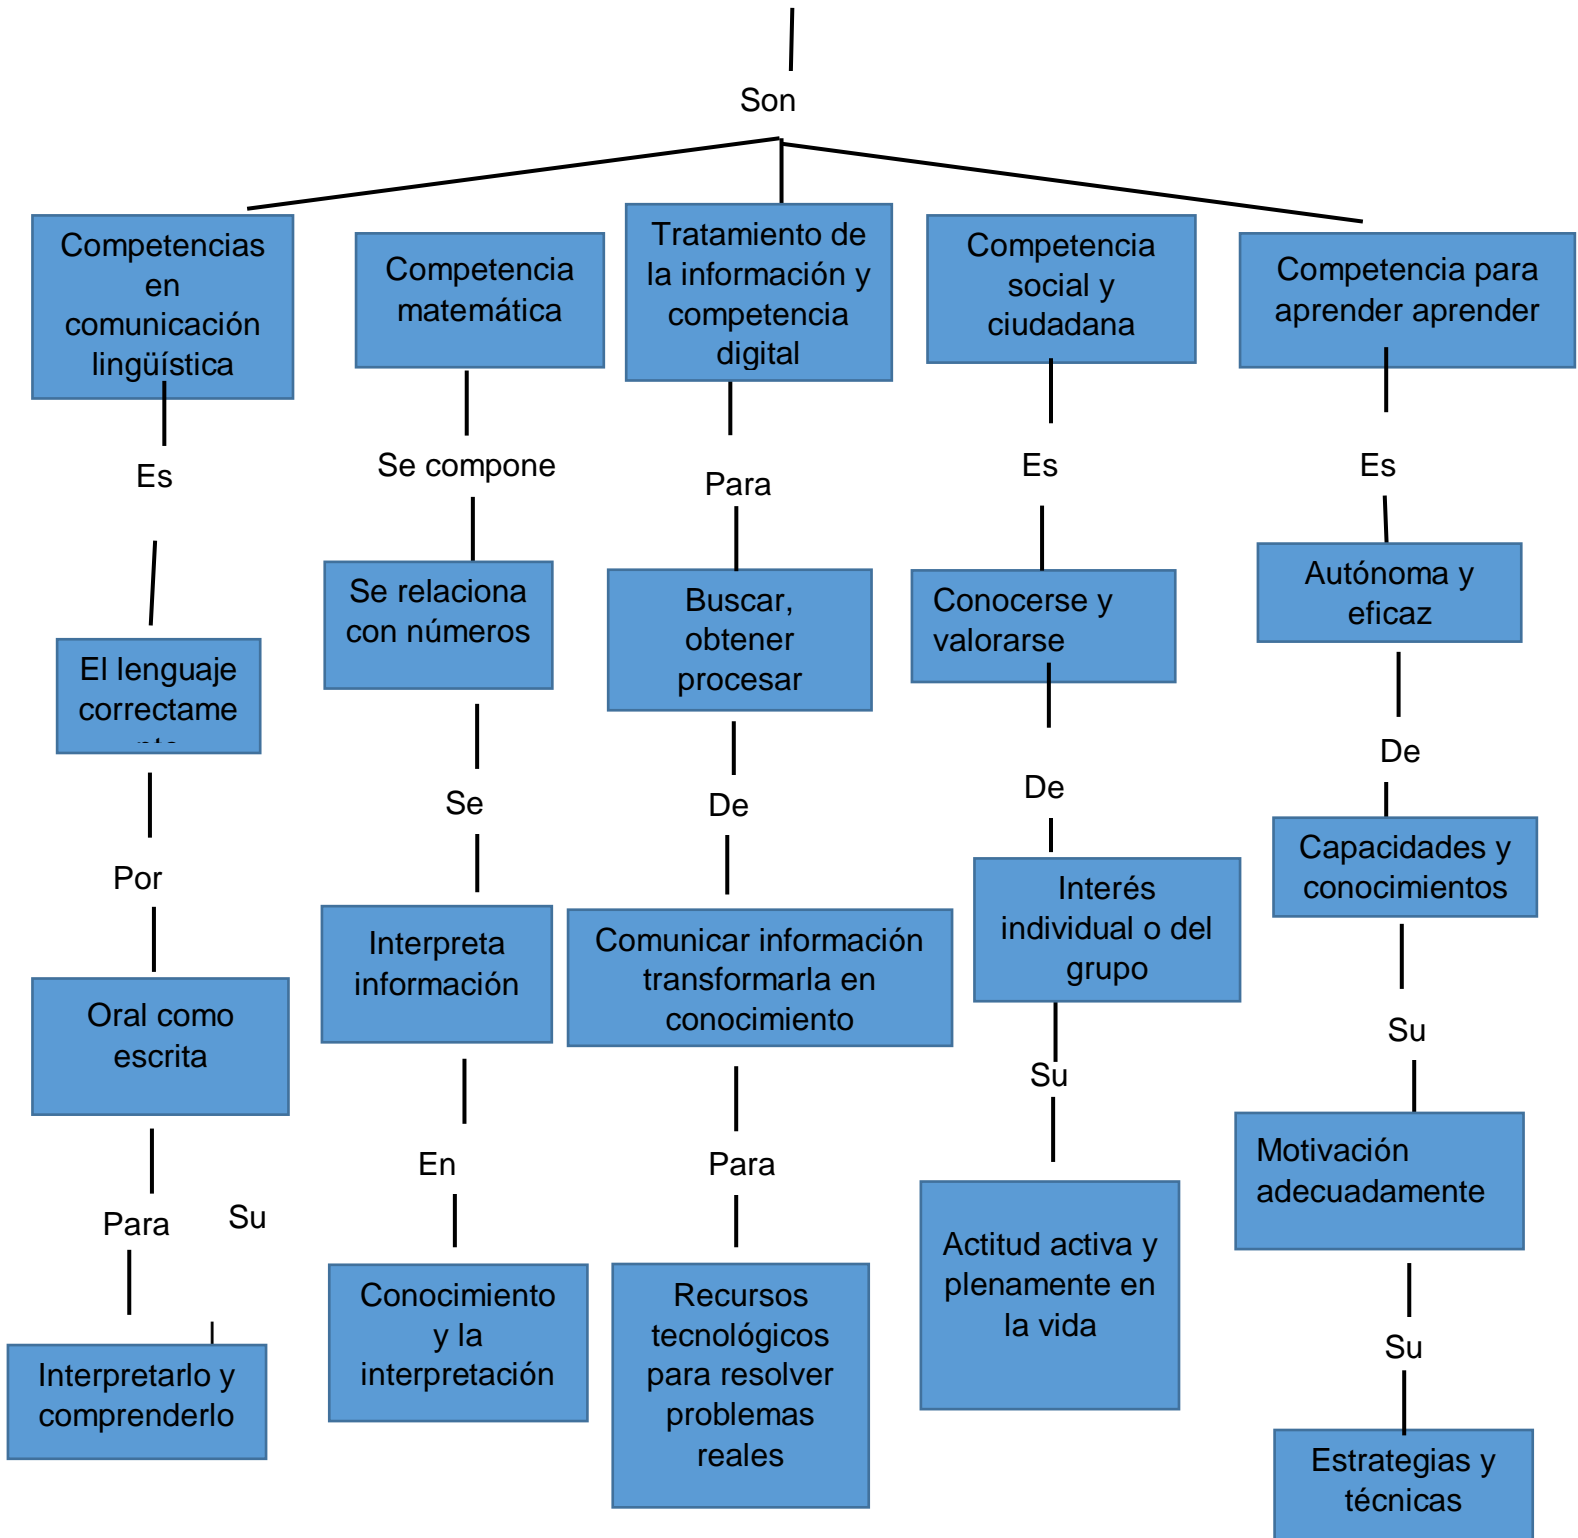 Son
Competencias
en
comunicación
lingüística
Es
El lenguaje
correctame
Por
Oral como
escrita
Para
Su
Interpretarlo y
comprenderlo
Competencia
matemática
Se compone
Se relaciona
con números
Se
Interpreta
información
En
Conocimiento
y la
interpretación
Tratamiento de
la información y
competencia
digital
Para
Buscar,
obtener
procesar
De
Comunicar información
transformarla en
conocimiento
Para
Recursos
tecnológicos
para resolver
problemas
reales
Competencia
social y
ciudadana
Es
Conocerse y
valorarse
De
Interés
individual o del
grupo
Su
Actitud activa y
plenamente en
la vida
Competencia para
aprender aprender
Es
Autónoma y
eficaz
De
Capacidades y
conocimientos
Su
Motivación
adecuadamente
Su
Estrategias y
técnicas